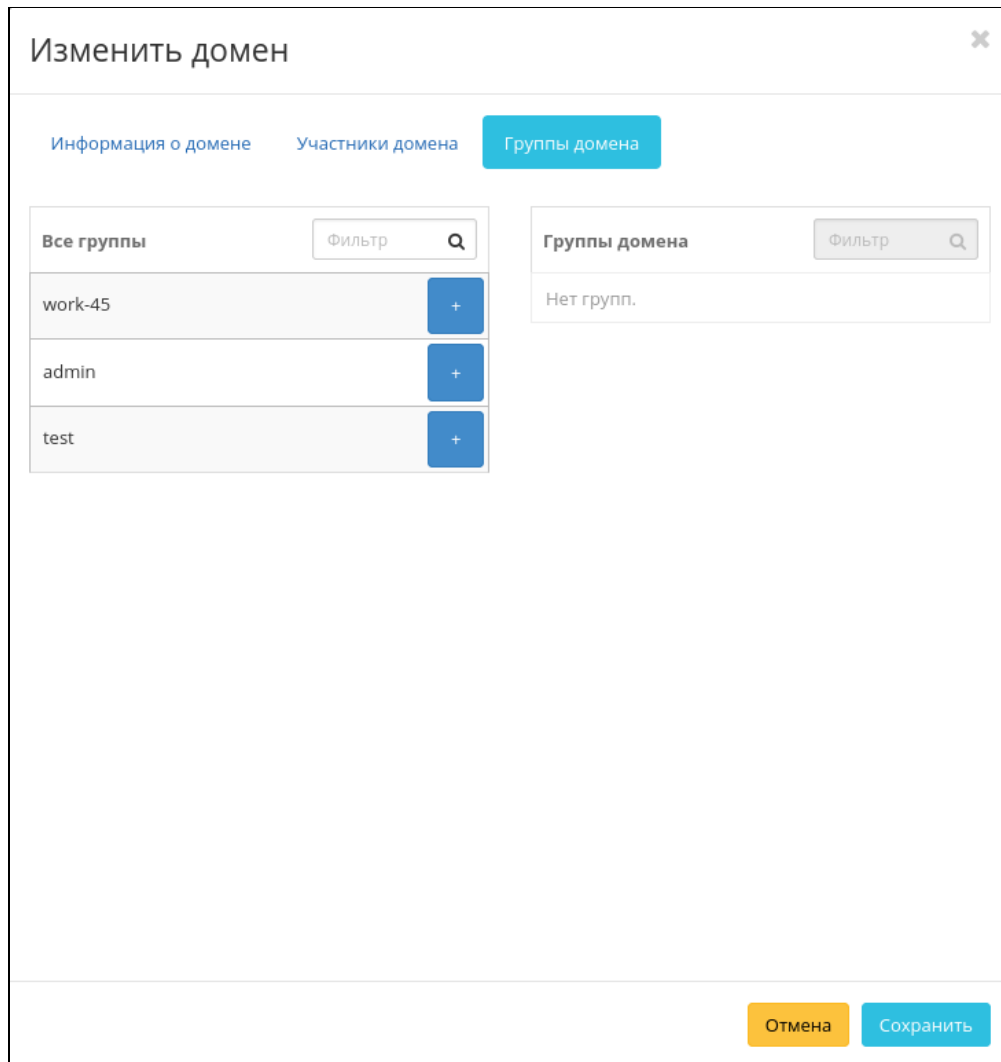 Изменить домен
Информация о домене Участники домена Группы домена
Все группы Фильтр
work-45 +
admin +
test +
Группы домена Фильтр
Нет групп.
Отмена Сохранить